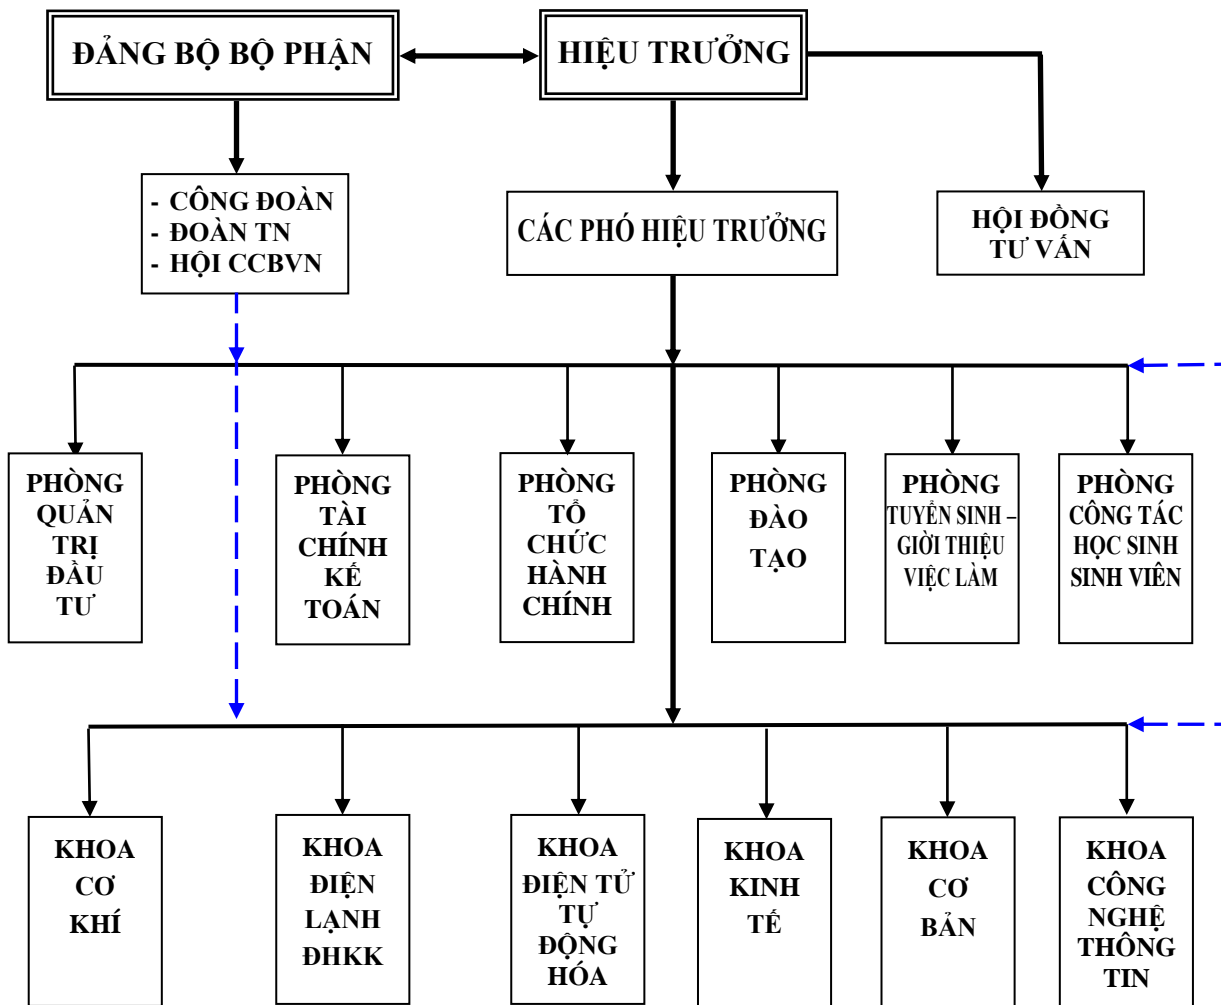 ĐẢNG BỘ BỘ PHẬN
HIỆU TRƯỞNG
- CÔNG ĐOÀN
- ĐOÀN TN
- HỘI CCBVN
CÁC PHÓ HIỆU TRƯỞNG
HỘI ĐỒNG
TƯ VẤN
PHÒNG
QUẢN
TRỊ
ĐẦU
TƯ
PHÒNG
TÀI
CHÍNH
KẾ
TOÁN
PHÒNG
TỔ
CHỨC
HÀNH
CHÍNH
PHÒNG
ĐÀO
TẠO
PHÒNG
TUYỂN SINH –
GIỜI THIỆU
VIỆC LÀM
PHÒNG
CÔNG TÁC
HỌC SINH
SINH VIÊN
KHOA
CƠ
KHÍ
KHOA
ĐIỆN
LẠNH
ĐHKK
KHOA
ĐIỆN TỬ
TỰ
ĐỘNG
HÓA
KHOA
KINH
TẾ
KHOA
CƠ
BẢN
KHOA
CÔNG
NGHỆ
THÔNG
TIN